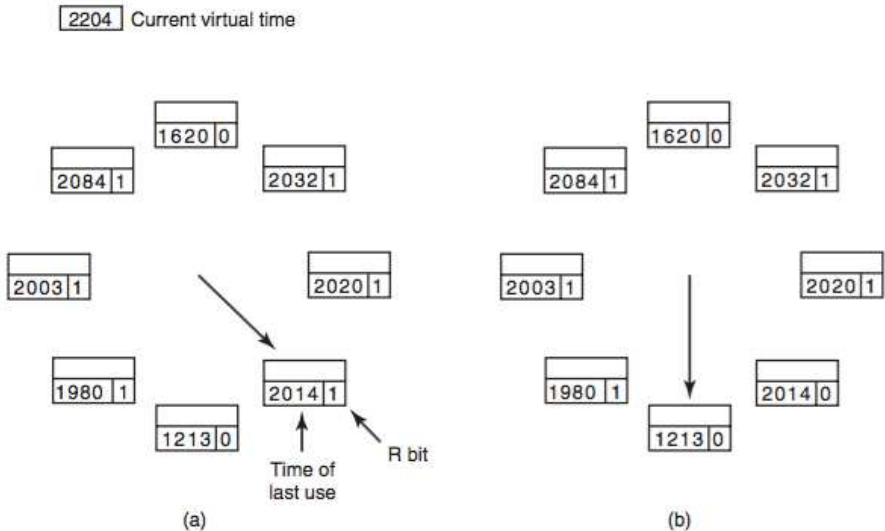 2204 Current virtual time
1620 0
2084 1
2032 1
2003 1
2020 1
1980 1
2014 1
1213 0
Time of
last use
R bit
(a)
1620 0
2084 1
2032 1
2003 1
2020 1
1980 1
2014 0
1213 0
(b)